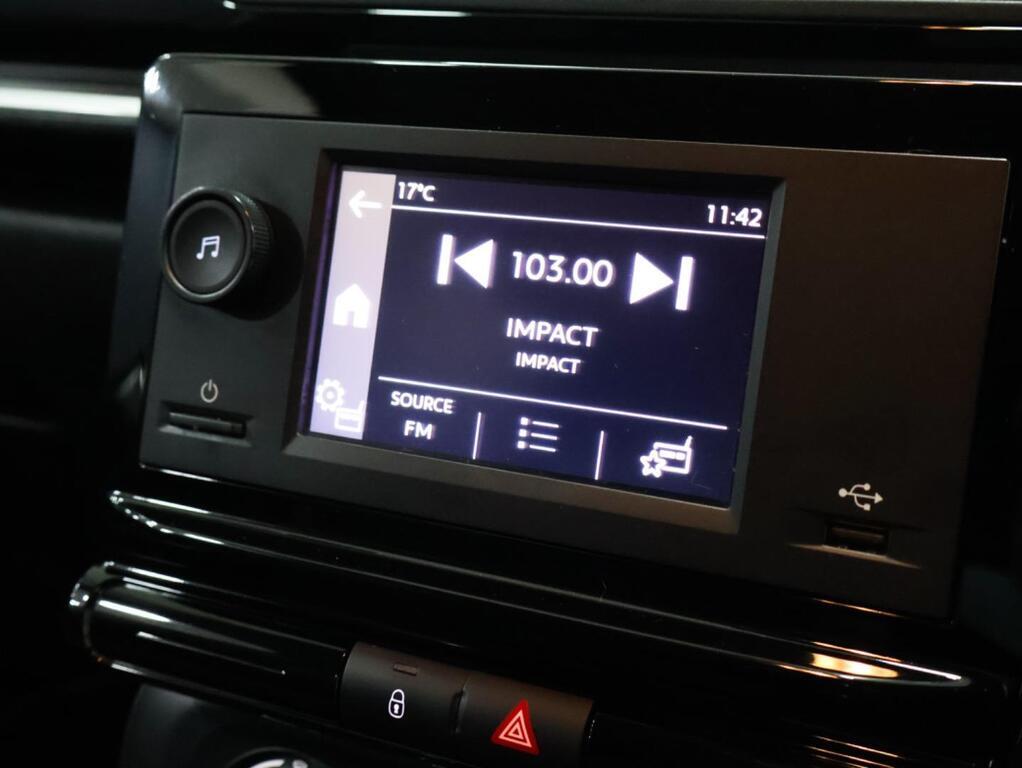 17°C
11:42
103.00
IMPACT
IMPACT
SOURCE
FM